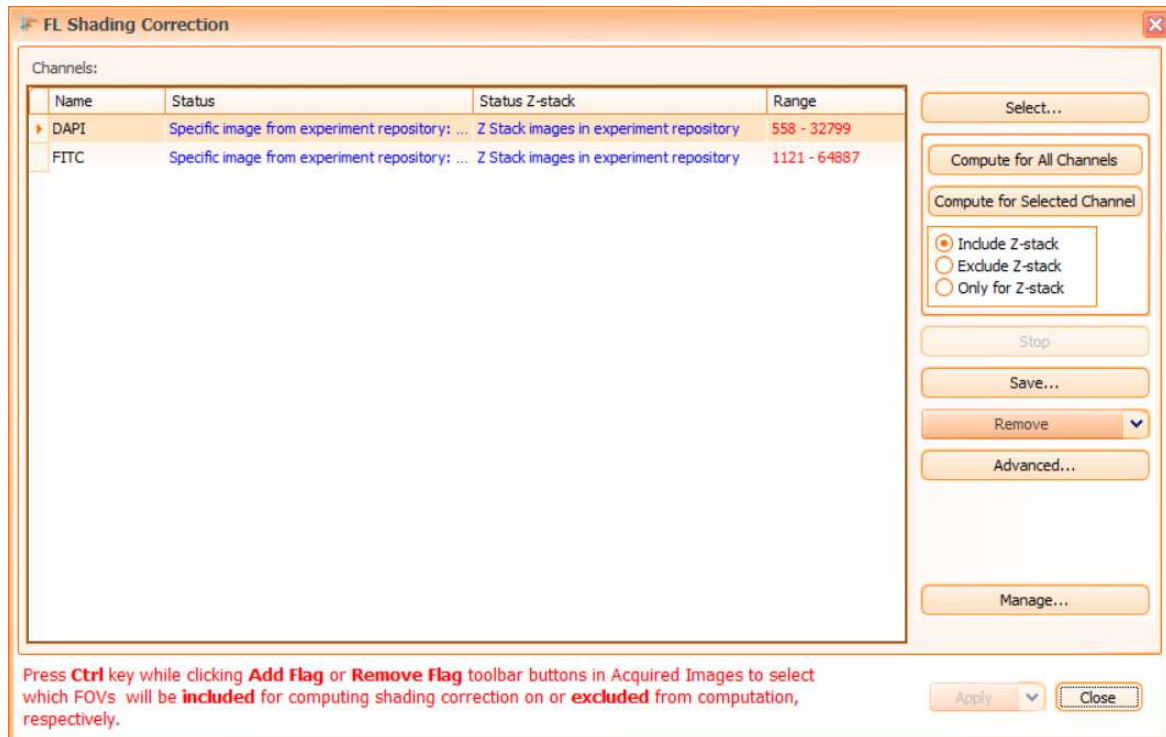 FL Shading Correction
Channels:
Name Status Status Z-stack Range
DAPI Specific image from experiment repository: ... Z Stack images in experiment repository 558 - 32799
FITC Specific image from experiment repository: ... Z Stack images in experiment repository 1121 - 64887
Select...
Compute for All Channels
Compute for Selected Channel
Include Z-stack
Exclude Z-stack
Only for Z-stack
Stop
Save...
Remove
Advanced...
Manage...
Press Ctrl key while clicking Add Flag or Remove Flag toolbar buttons in Acquired Images to select
which FOVs will be included for computing shading correction on or excluded from computation,
respectively.
Apply Close